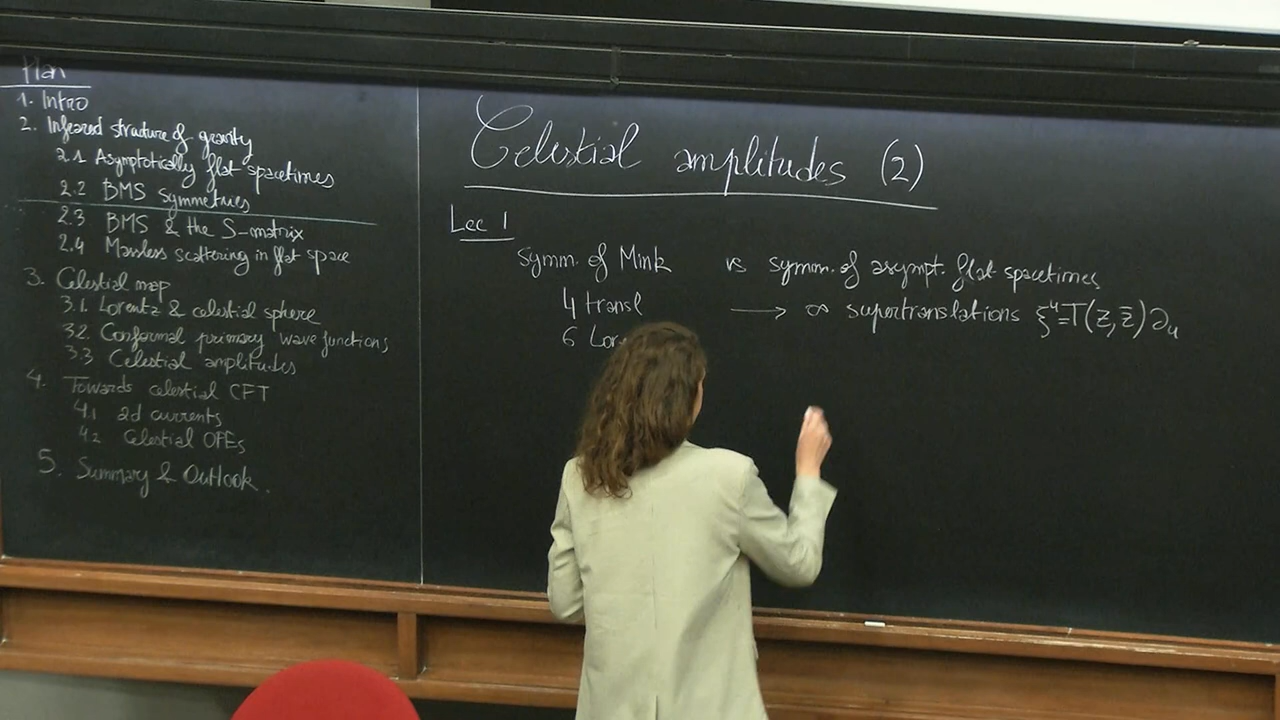 Plan
1. Intro
2. Infrared structure of gravity
2.1 Asymptotically flat spacetimes
2.2 BMS symmetries
2.3 BMS & the S-matrix
2.4 Massless scattering in flat space
3. Celestial map
3.1. Lorentz & celestial sphere
3.2. Conformal primary wavefunctions
3.3 Celestial amplitudes
4. Towards celestial CFT
4.1 2d currents
4.2 Celestial OPEs
5. Summary & Outlook.
Celestial amplitudes (2)
Lec 1
symm. of Mink vs symm. of asympt. flat spacetimes
4 transl ⟶ ∞ supertranslations ξ^u=T(z,z̄)∂_u
6 Lor